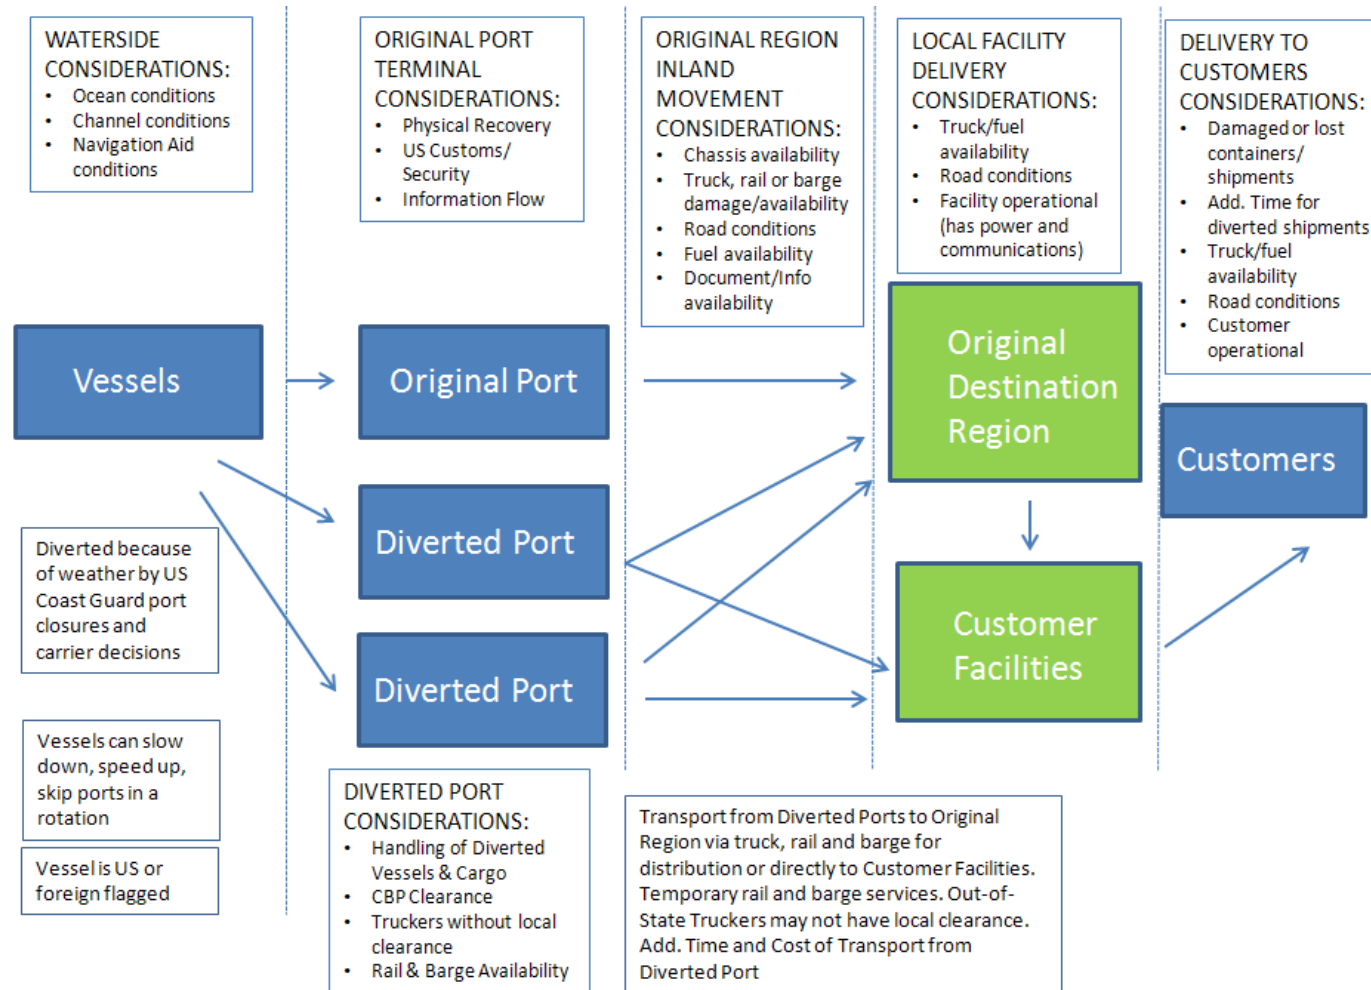 WATERSIDE
CONSIDERATIONS:
• Ocean conditions
• Channel conditions
• Navigation Aid
conditions
ORIGINAL PORT
TERMINAL
CONSIDERATIONS:
• Physical Recovery
• US Customs/
Security
• Information Flow
ORIGINAL REGION
INLAND
MOVEMENT
CONSIDERATIONS:
• Chassis availability
• Truck, rail or barge
damage/availability
• Road conditions
• Fuel availability
• Document/Info
availability
LOCAL FACILITY
DELIVERY
CONSIDERATIONS:
• Truck/fuel
availability
• Road conditions
• Facility operational
(has power and
communications)
DELIVERY TO
CUSTOMERS
CONSIDERATIONS:
• Damaged or lost
containers/
shipments
• Add. Time for
diverted shipments
• Truck/fuel
availability
• Road conditions
• Customer
operational
Vessels
Original Port
Original
Destination
Region
Customers
Diverted Port
Diverted Port
Customer
Facilities
Diverted because
of weather by US
Coast Guard port
closures and
carrier decisions
Vessels can slow
down, speed up,
skip ports in a
rotation
Vessel is US or
foreign flagged
DIVERTED PORT
CONSIDERATIONS:
• Handling of Diverted
Vessels & Cargo
• CBP Clearance
• Truckers without local
clearance
• Rail & Barge Availability
Transport from Diverted Ports to Original
Region via truck, rail and barge for
distribution or directly to Customer Facilities.
Temporary rail and barge services. Out-of-
State Truckers may not have local clearance.
Add. Time and Cost of Transport from
Diverted Port